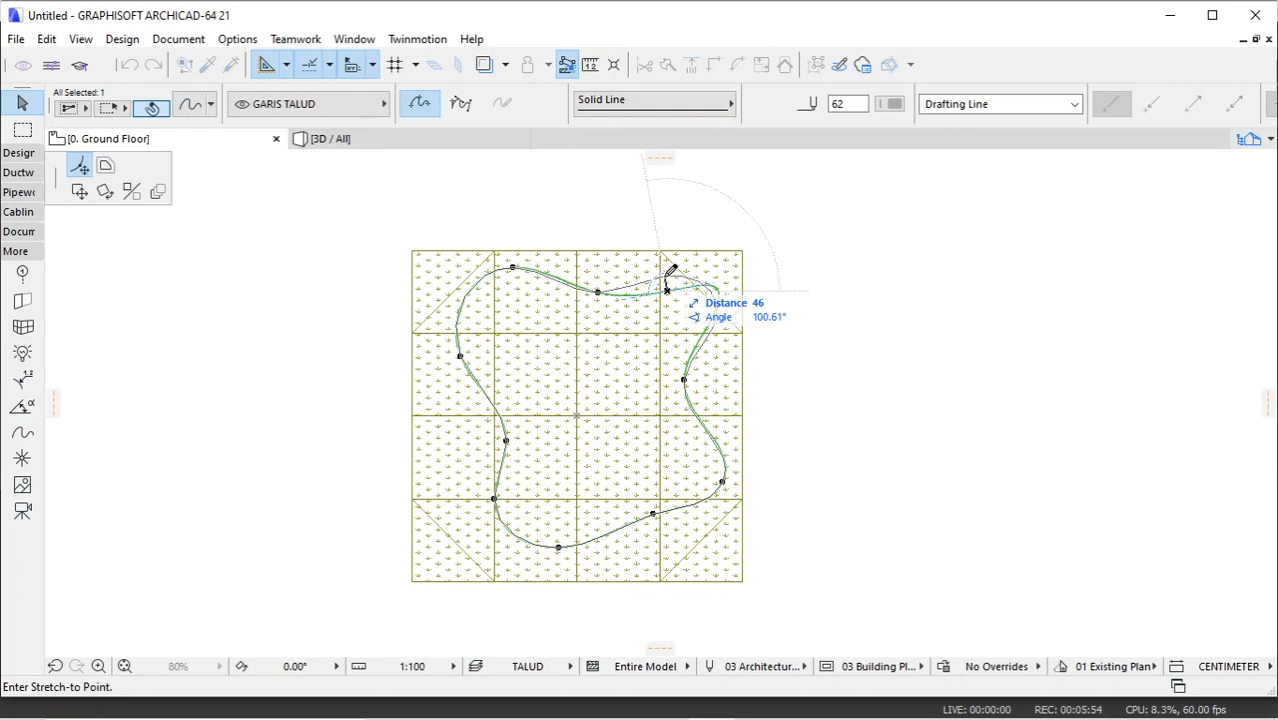 Untitled - GRAPHISOFT ARCHICAD-64 21
File Edit View Design Document Options Teamwork Window Twinmotion Help
All Selected: 1
GARIS TALUD
Solid Line
62
Drafting Line
[0. Ground Floor]
[3D / All]
Design
Ductw
Pipew
Cablin
Docum
More
Distance 46
Angle 100.61°
80%
0.00°
1:100
TALUD
Entire Model
03 Architectur...
03 Building Pl...
No Overrides
01 Existing Plan
CENTIMETER
Enter Stretch-to Point.
LIVE: 00:00:00 REC: 00:05:54 CPU: 8.3%, 60.00 fps